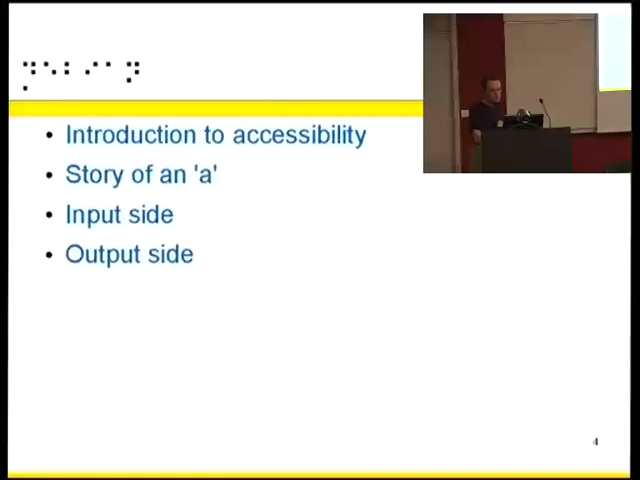 ⡙⠑⠃⠊⠁⠝
• Introduction to accessibility
• Story of an 'a'
• Input side
• Output side
4